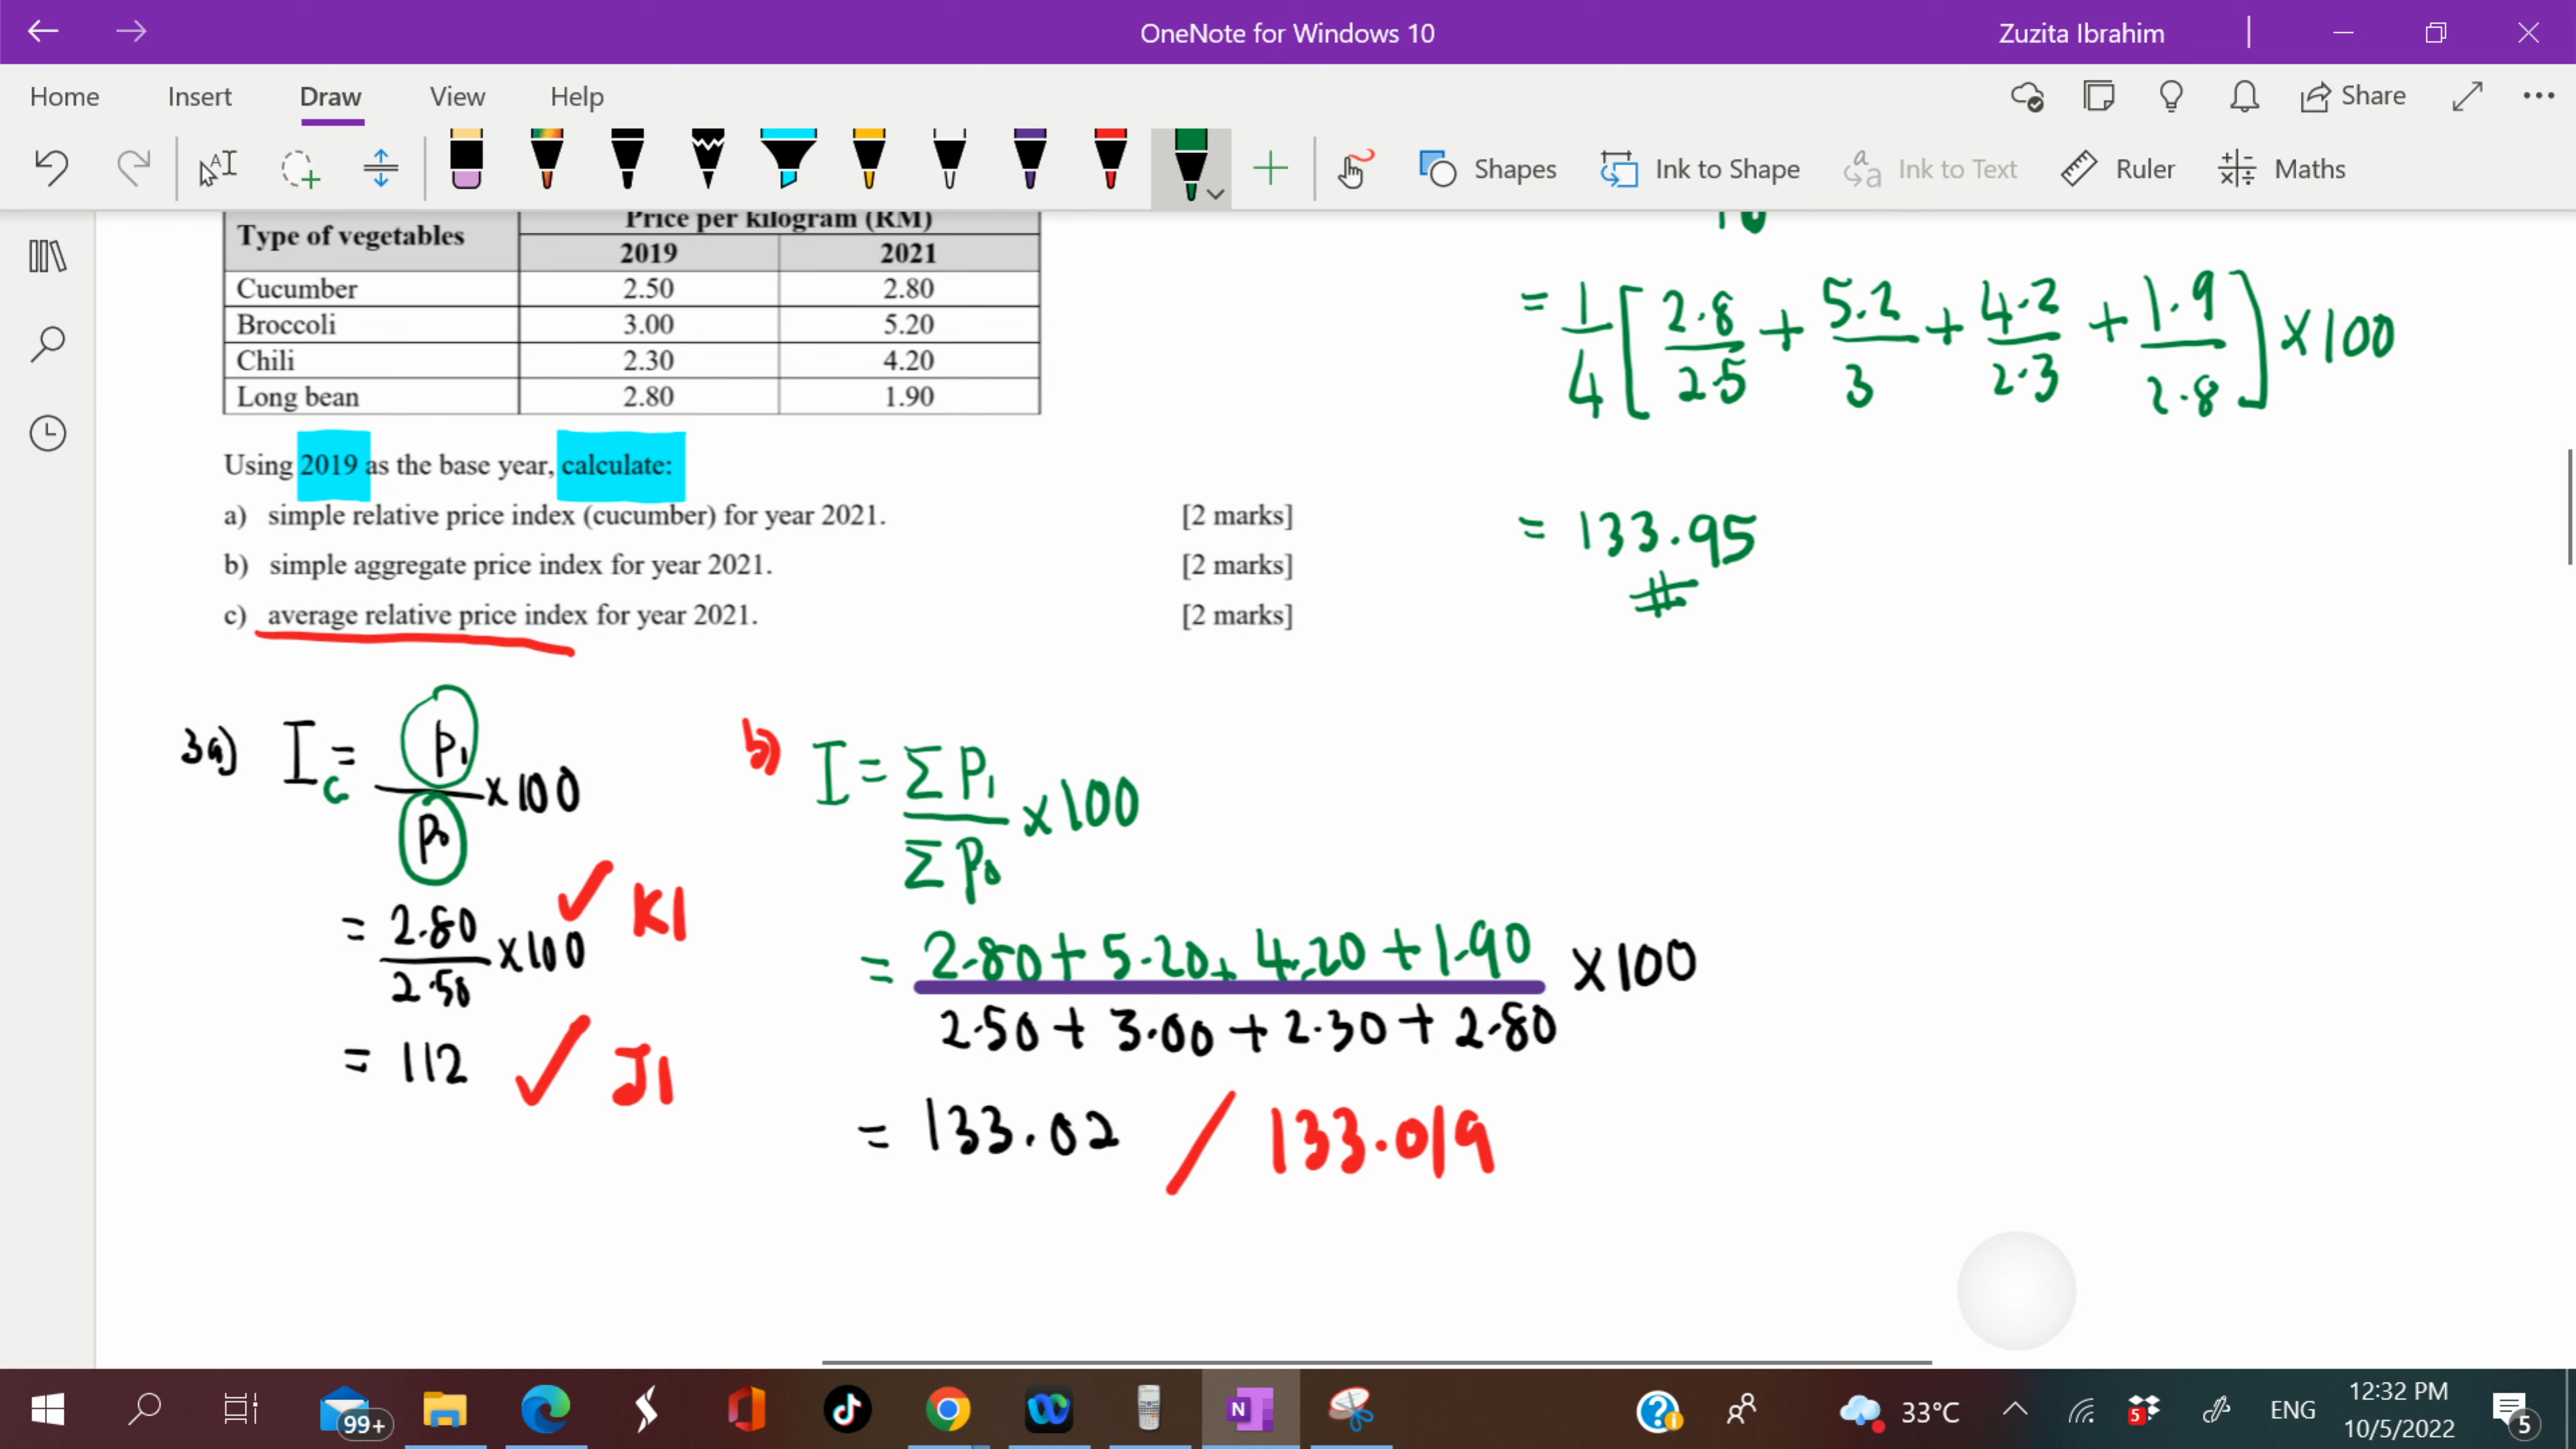 OneNote for Windows 10
Zuzita Ibrahim
Home Insert Draw View Help
Share
Shapes Ink to Shape Ink to Text Ruler Maths
Type of vegetables Price per kilogram (RM)
2019 2021
Cucumber 2.50 2.80
Broccoli 3.00 5.20
Chili 2.30 4.20
Long bean 2.80 1.90
Using 2019 as the base year, calculate:
a) simple relative price index (cucumber) for year 2021. [2 marks]
b) simple aggregate price index for year 2021. [2 marks]
c) average relative price index for year 2021. [2 marks]
= 1/4 [ 2.8/2.5 + 5.2/3 + 4.2/2.3 + 1.9/2.8 ] × 100
= 133.95
#
3a) I_c = P₁/P₀ × 100
= 2.80/2.50 × 100 ✓ K1
= 112 ✓ J1
b) I = Σ P₁ / Σ P₀ × 100
= 2.80 + 5.20 + 4.20 + 1.90 / 2.50 + 3.00 + 2.30 + 2.80 × 100
= 133.02 / 133.019
99+
33°C
5
ENG
12:32 PM
10/5/2022
5